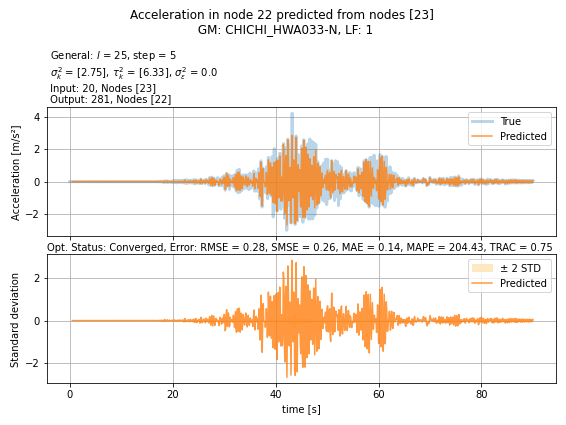 Acceleration in node 22 predicted from nodes [23]
GM: CHICHI_HWA033-N, LF: 1
General: l = 25, step = 5
σ²ₖ = [2.75], τ²ₖ = [6.33], σ²ε = 0.0
Input: 20, Nodes [23]
Output: 281, Nodes [22]
Acceleration [m/s²]
4
2
0
−2
True
Predicted
Opt. Status: Converged, Error: RMSE = 0.28, SMSE = 0.26, MAE = 0.14, MAPE = 204.43, TRAC = 0.75
Standard deviation
2
0
−2
± 2 STD
Predicted
0 20 40 60 80
time [s]